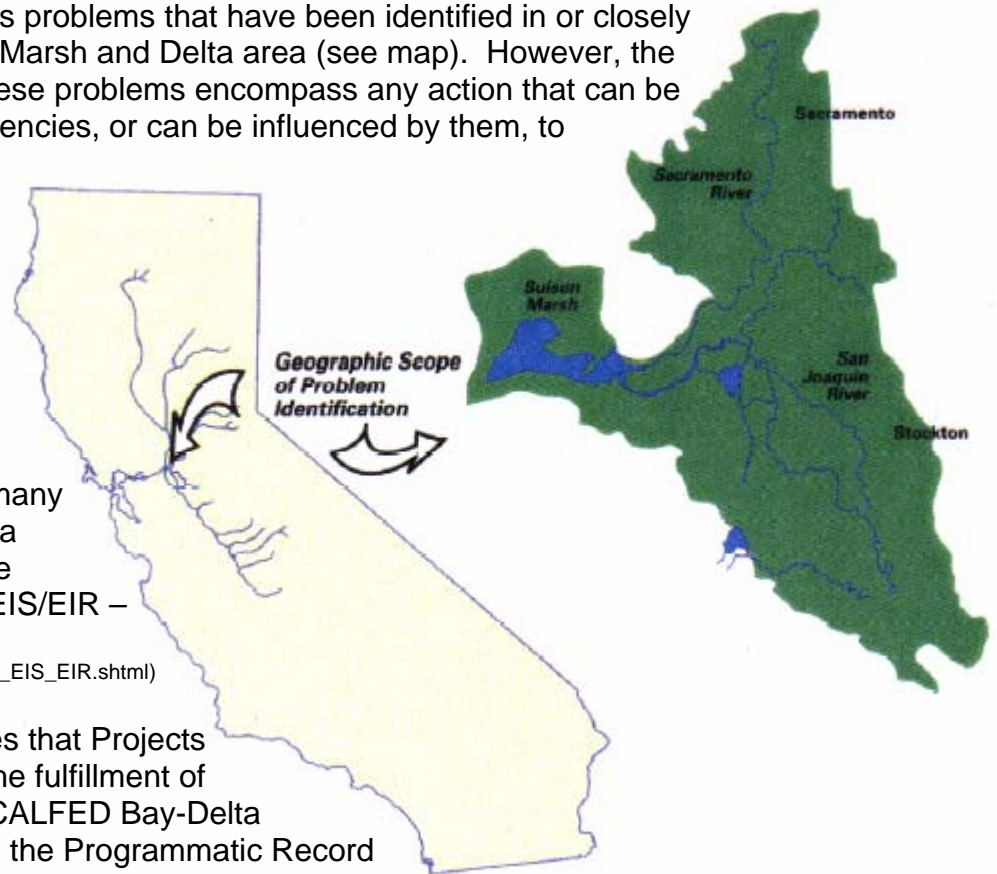 s problems that have been identified in or closely
Marsh and Delta area (see map). However, the
ese problems encompass any action that can be
encies, or can be influenced by them, to
Sacramento
Sacramento
River
Suisun
Marsh
Geographic Scope
of Problem
Identification
San
Joaquin
River
Stockton
many
a
e
EIS/EIR –
_EIS_EIR.shtml)
es that Projects
he fulfillment of
CALFED Bay-Delta
the Programmatic Record